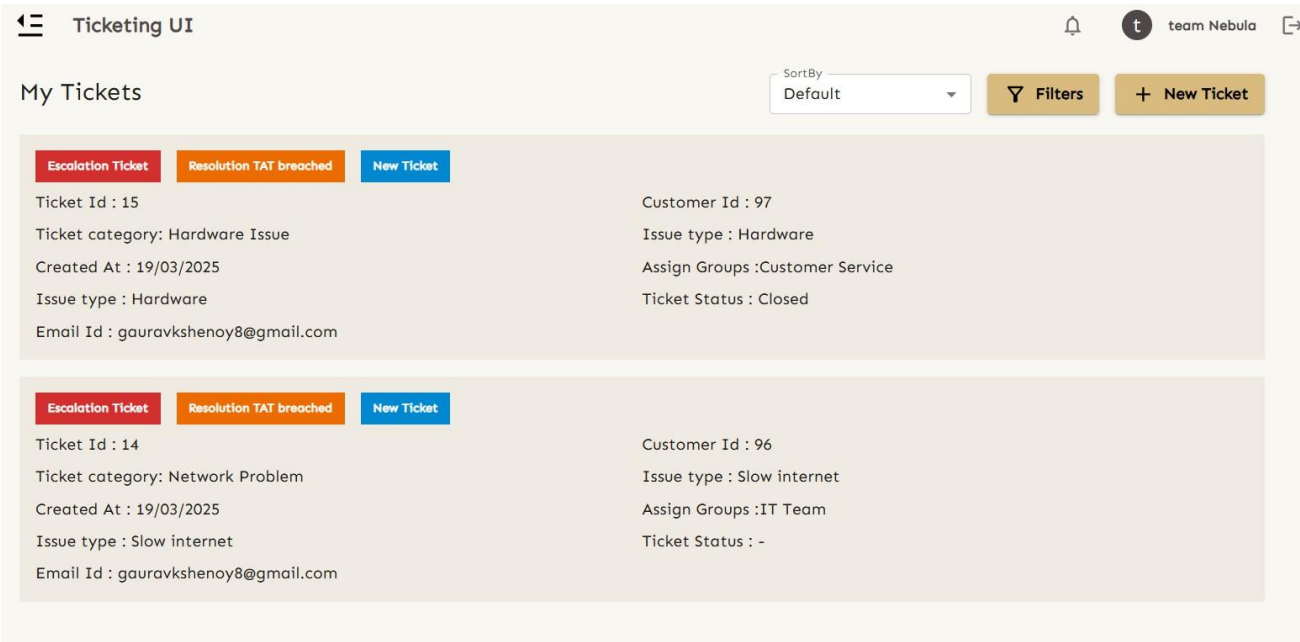 Ticketing UI
t
team Nebula
My Tickets
SortBy
Default
Filters
+ New Ticket
Escalation Ticket
Resolution TAT breached
New Ticket
Ticket Id : 15
Customer Id : 97
Ticket category: Hardware Issue
Issue type : Hardware
Created At : 19/03/2025
Assign Groups :Customer Service
Issue type : Hardware
Ticket Status : Closed
Email Id : gauravkshenoy8@gmail.com
Escalation Ticket
Resolution TAT breached
New Ticket
Ticket Id : 14
Customer Id : 96
Ticket category: Network Problem
Issue type : Slow internet
Created At : 19/03/2025
Assign Groups :IT Team
Issue type : Slow internet
Ticket Status : -
Email Id : gauravkshenoy8@gmail.com